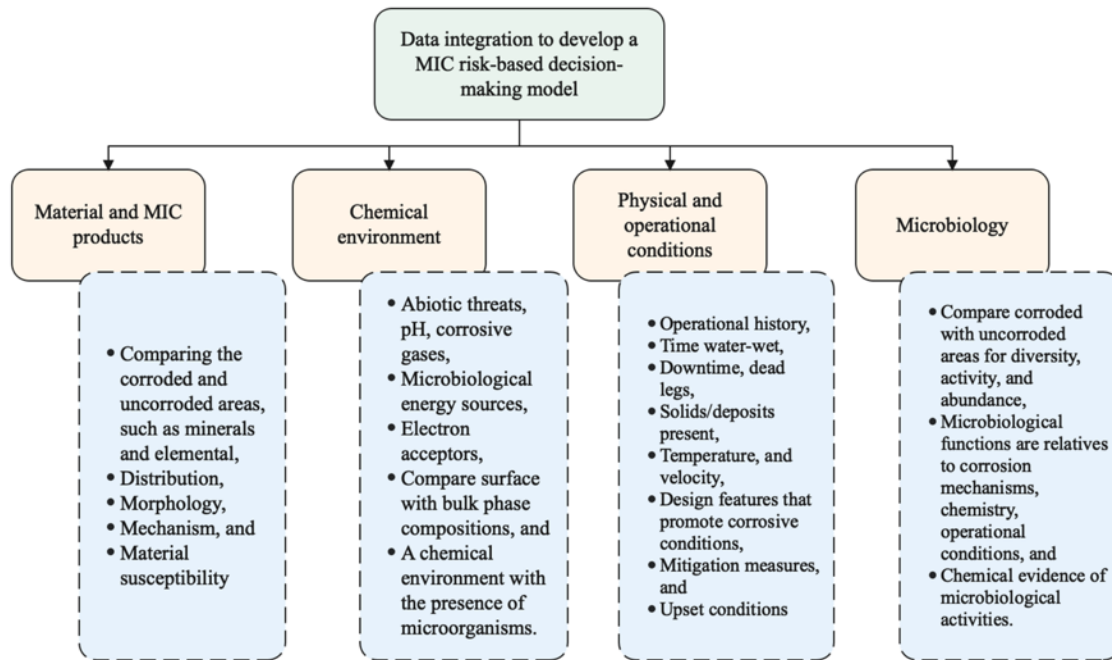 Data integration to develop a
MIC risk-based decision-
making model
Material and MIC
products
Chemical
environment
Physical and
operational
conditions
Microbiology
• Comparing the
corroded and
uncorroded areas,
such as minerals
and elemental,
• Distribution,
• Morphology,
• Mechanism, and
• Material
susceptibility
• Abiotic threats,
pH, corrosive
gases,
• Microbiological
energy sources,
• Electron
acceptors,
• Compare surface
with bulk phase
compositions, and
• A chemical
environment with
the presence of
microorganisms.
• Operational history,
• Time water-wet,
• Downtime, dead
legs,
• Solids/deposits
present,
• Temperature, and
velocity,
• Design features that
promote corrosive
conditions,
• Mitigation measures,
and
• Upset conditions
• Compare corroded
with uncorroded
areas for diversity,
activity, and
abundance,
• Microbiological
functions are relatives
to corrosion
mechanisms,
chemistry,
operational
conditions, and
• Chemical evidence of
microbiological
activities.